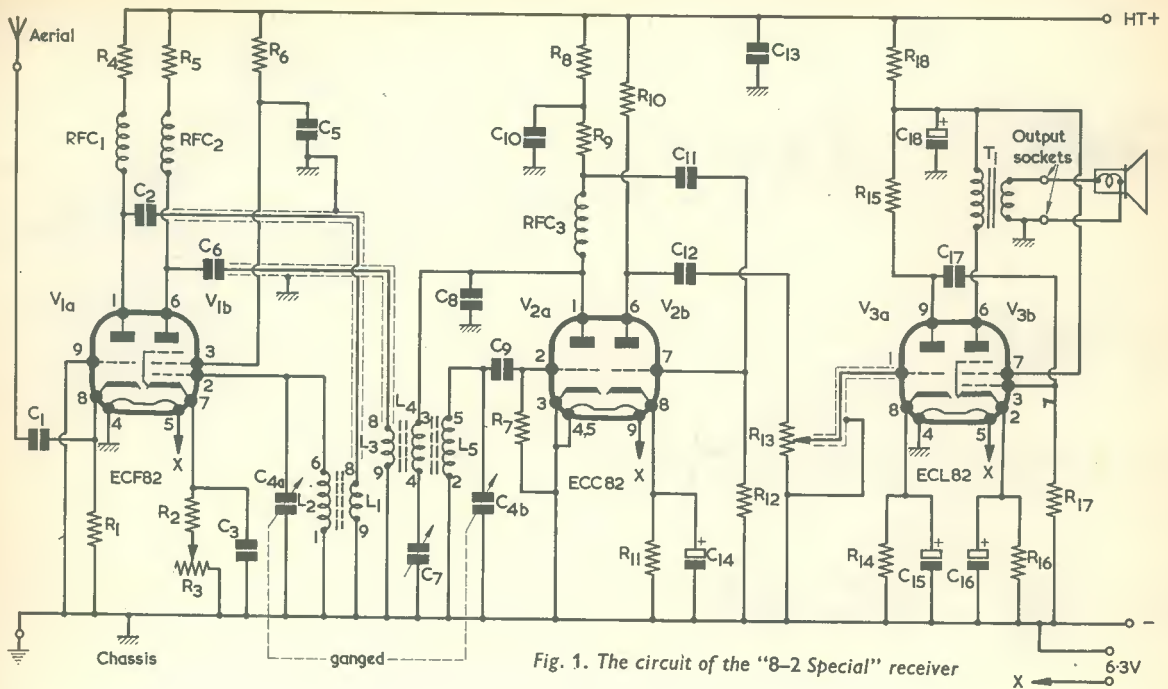 Aerial
HT+
R4
R5
R6
R8
R10
C13
R18
RFC1
RFC2
C5
C10
R9
C11
C18
+
T1
Output
sockets
C2
RFC3
R15
C6
C12
C17
V1a
1
6
V1b
C8
V2a
1
6
V2b
V3a
9
6
V3b
9
3
2
C9
2
7
1
7
3
8
7
4
5
L4
8
3
5
L3
L5
R7
3
8
4,5
9
R13
8
2
4
5
C1
X
ECF82
9
4
2
X
ECC82
X
ECL82
C4a
6
L2
8
L1
C4b
R12
R17
R1
R2
C3
1
9
C7
R11
+
C14
R14
+
C15
+
C16
R16
R3
-
Chassis
ganged
Fig. 1. The circuit of the "8–2 Special" receiver
6·3V
X